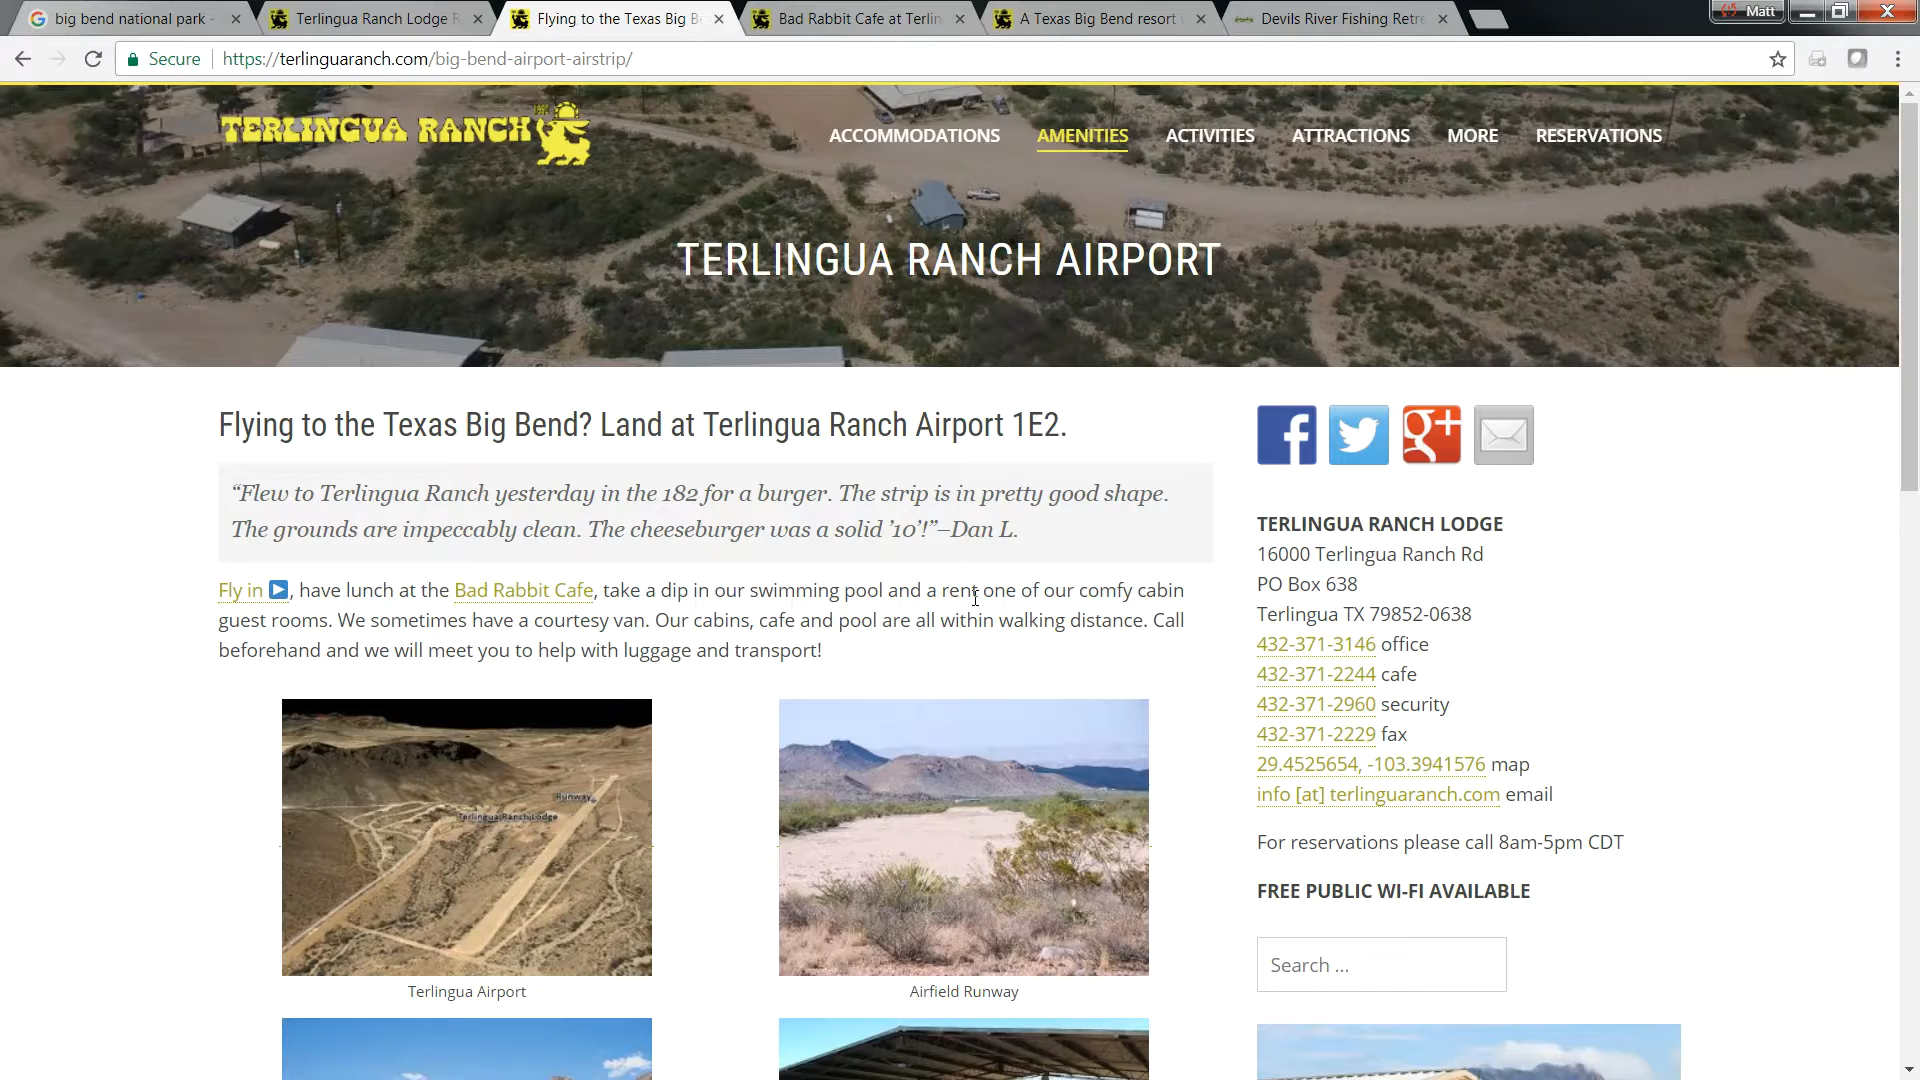 big bend national park -
Terlingua Ranch Lodge R
Flying to the Texas Big B
Bad Rabbit Cafe at Terlin
A Texas Big Bend resort
Devils River Fishing Retre
Matt
Secure
https://terlinguaranch.com/big-bend-airport-airstrip/
TERLINGUA RANCH
ACCOMMODATIONS
AMENITIES
ACTIVITIES
ATTRACTIONS
MORE
RESERVATIONS
TERLINGUA RANCH AIRPORT
Flying to the Texas Big Bend? Land at Terlingua Ranch Airport 1E2.
“Flew to Terlingua Ranch yesterday in the 182 for a burger. The strip is in pretty good shape.
The grounds are impeccably clean. The cheeseburger was a solid ’10’!”–Dan L.
Fly in ▶, have lunch at the Bad Rabbit Cafe, take a dip in our swimming pool and a rent one of our comfy cabin
guest rooms. We sometimes have a courtesy van. Our cabins, cafe and pool are all within walking distance. Call
beforehand and we will meet you to help with luggage and transport!
Runway
Terlingua Ranch Lodge
Terlingua Airport
Airfield Runway
TERLINGUA RANCH LODGE
16000 Terlingua Ranch Rd
PO Box 638
Terlingua TX 79852-0638
432-371-3146 office
432-371-2244 cafe
432-371-2960 security
432-371-2229 fax
29.4525654, -103.3941576 map
info [at] terlinguaranch.com email
For reservations please call 8am-5pm CDT
FREE PUBLIC WI-FI AVAILABLE
Search ...